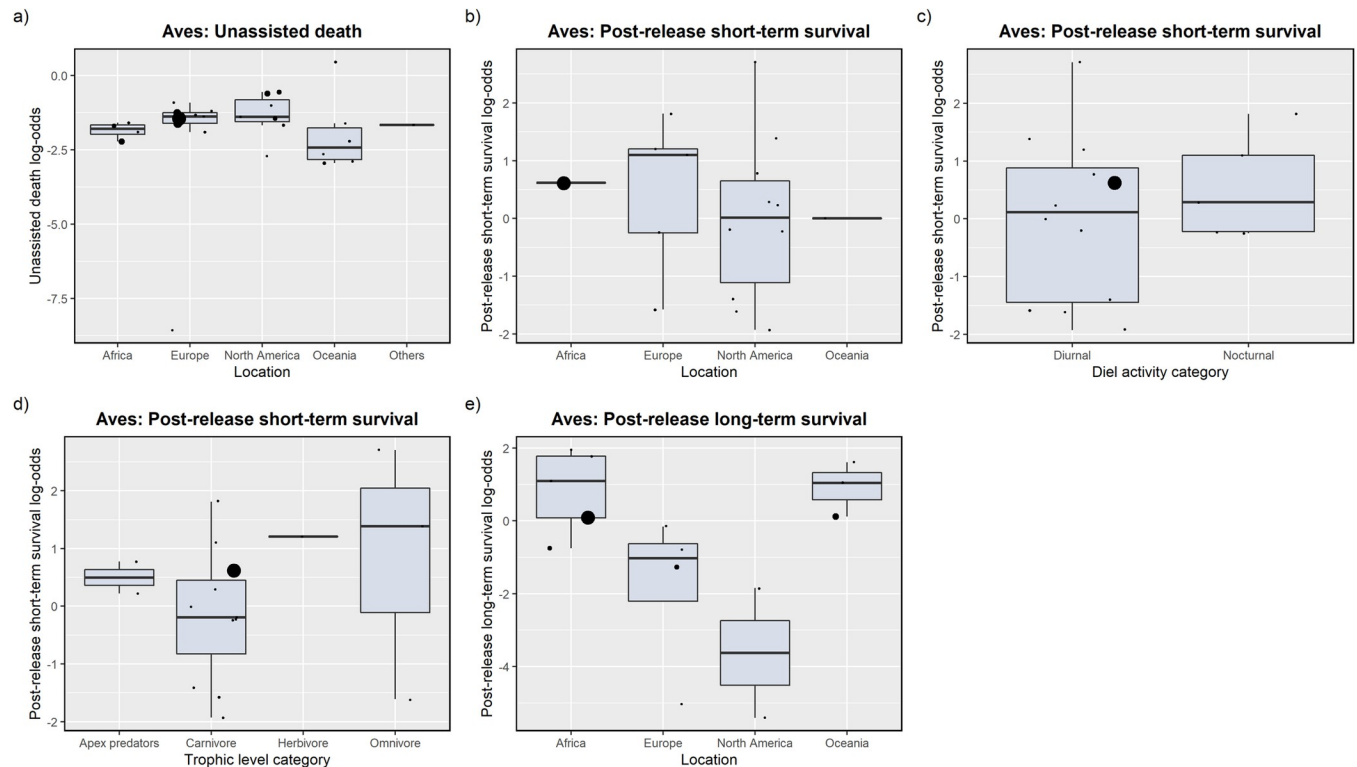 a)
Aves: Unassisted death
Unassisted death log-odds
0.0
-2.5
-5.0
-7.5
Africa Europe North America Oceania Others
Location
b)
Aves: Post-release short-term survival
Post-release short-term survival log-odds
2
1
0
-1
-2
Africa Europe North America Oceania
Location
c)
Aves: Post-release short-term survival
Post-release short-term survival log-odds
2
1
0
-1
-2
Diurnal Nocturnal
Diel activity category
d)
Aves: Post-release short-term survival
Post-release short-term survival log-odds
2
1
0
-1
-2
Apex predators Carnivore Herbivore Omnivore
Trophic level category
e)
Aves: Post-release long-term survival
Post-release long-term survival log-odds
2
0
-2
-4
Africa Europe North America Oceania
Location